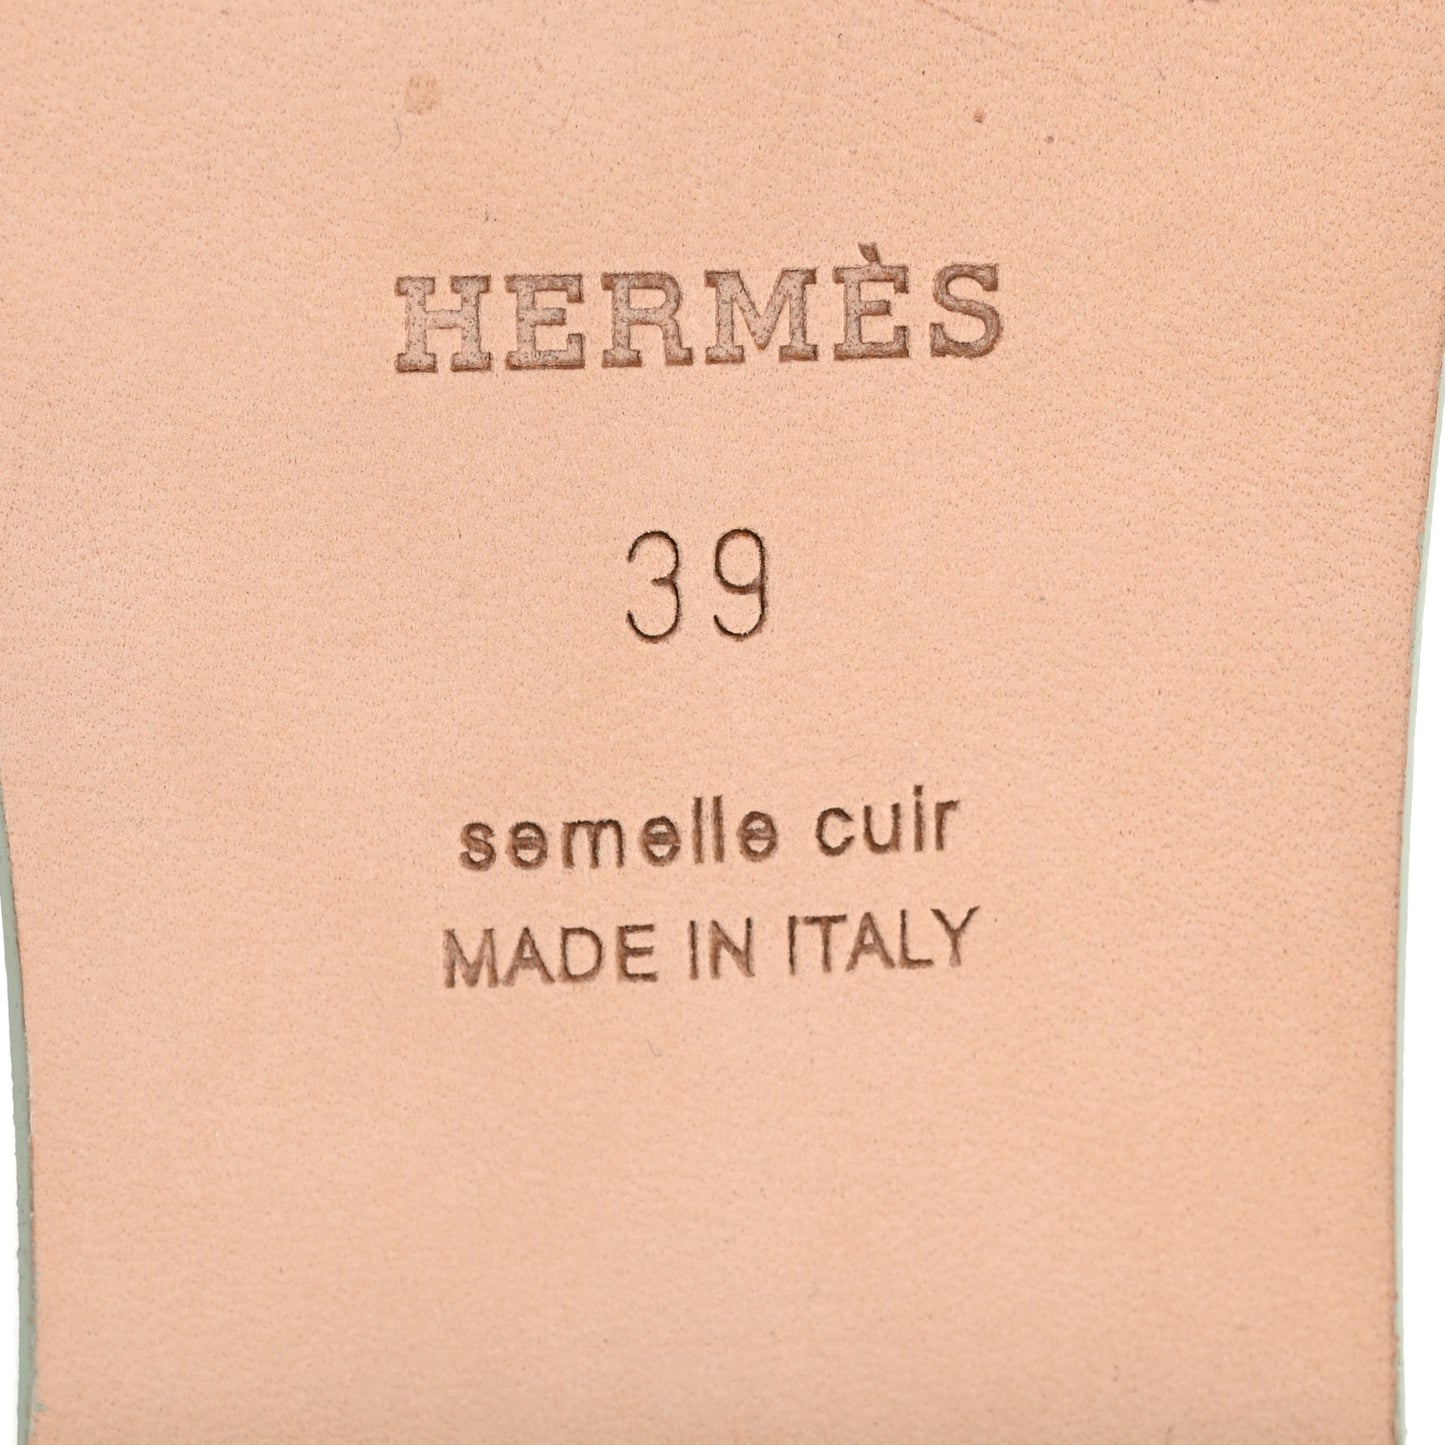 HERMÈS
39
semelle cuir
MADE IN ITALY